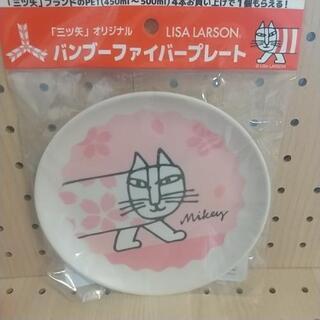 「三ツ矢」ブランドのPET(450ml~500ml)4本お買い上げで1個もらえる!
「三ツ矢」オリジナル LISA LARSON.
バンブーファイバープレート
Mikey